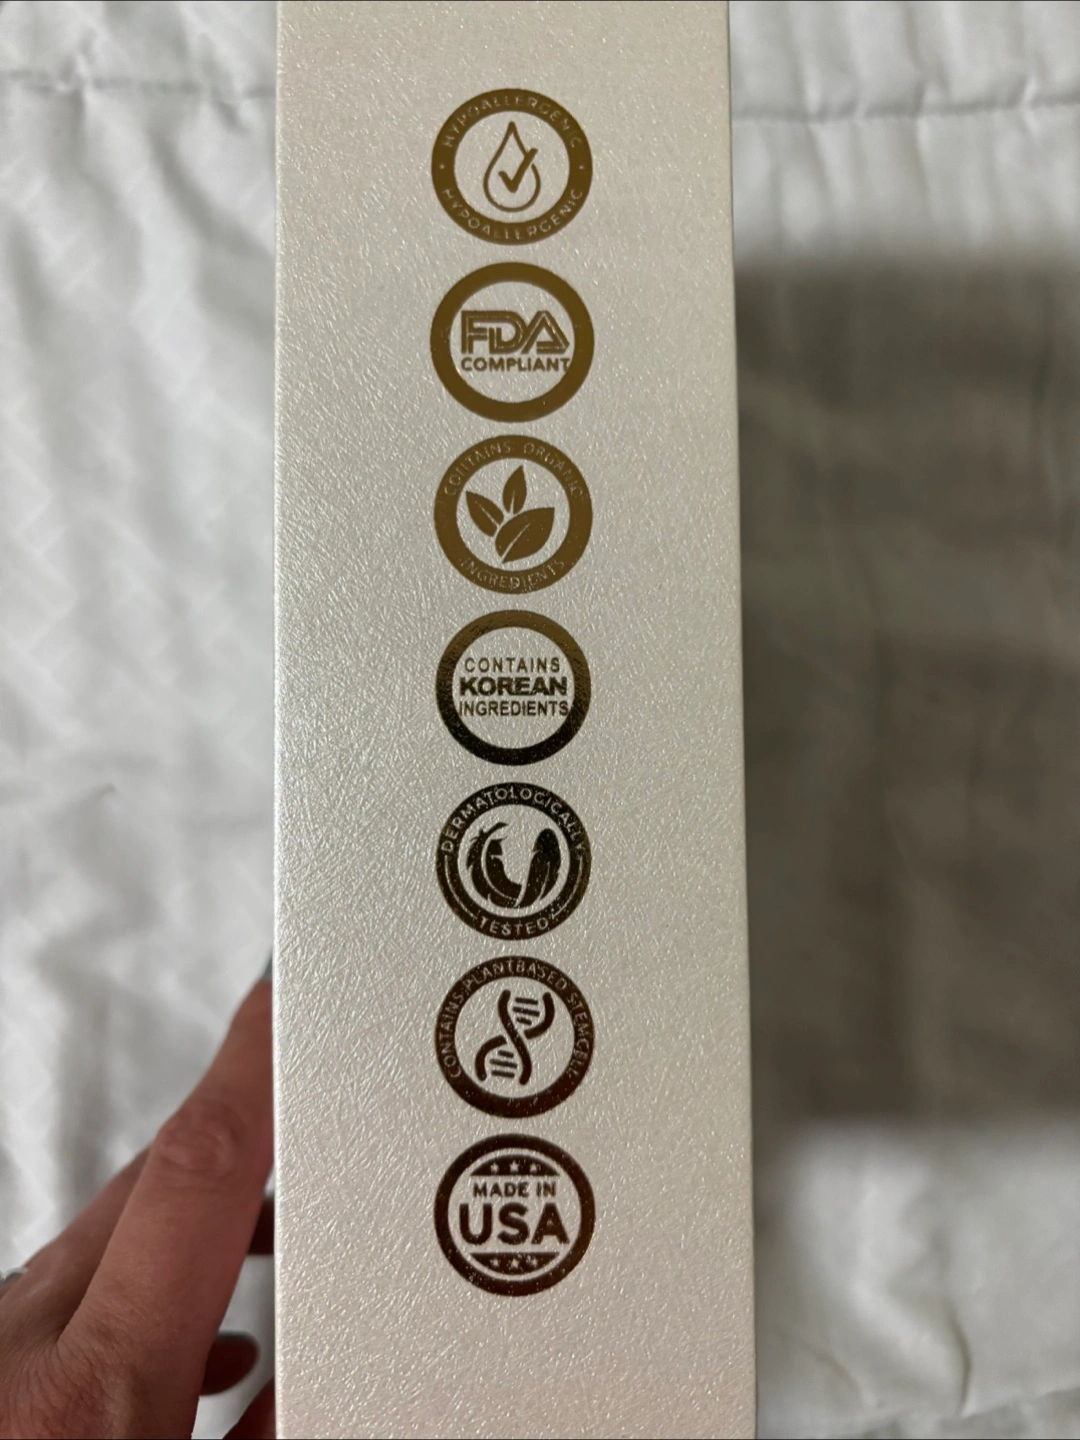 HYPOALLERGENIC
HYPOALLERGENIC
FDA
COMPLIANT
CONTAINS ORGANIC
INGREDIENTS
CONTAINS
KOREAN
INGREDIENTS
DERMATOLOGICALLY
TESTED
CONTAINS PLANTBASED STEMCELL
MADE IN
USA